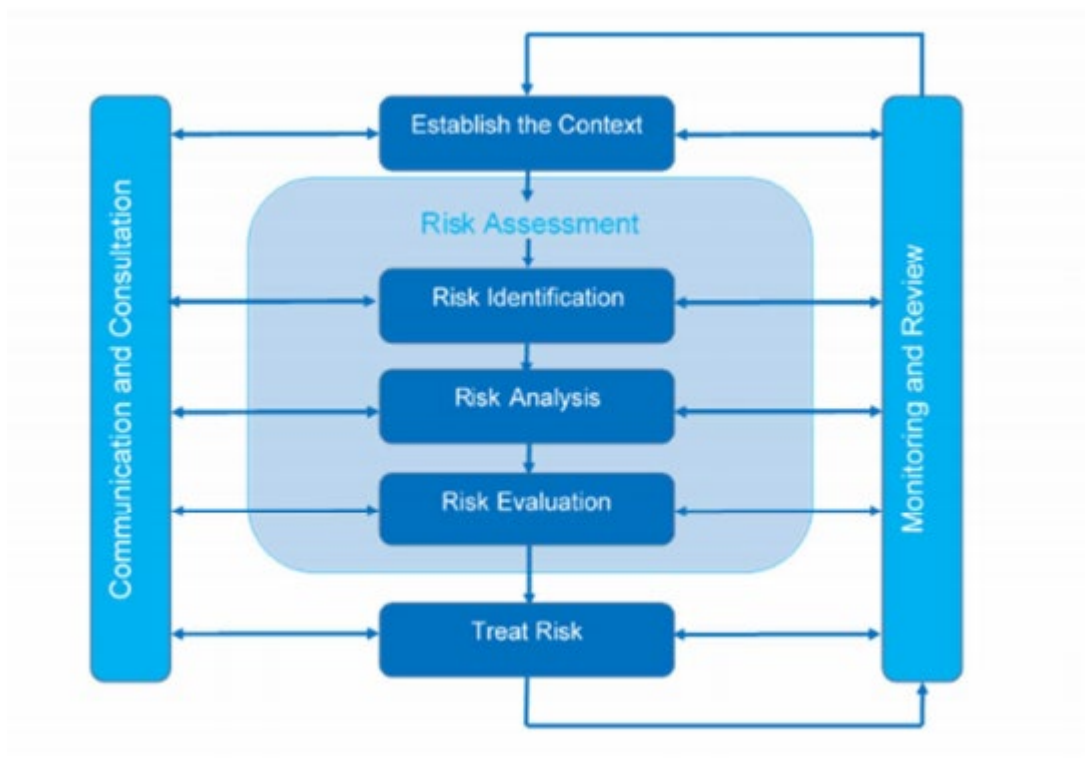 Establish the Context
Communication and Consultation
Risk Assessment
Risk Identification
Risk Analysis
Risk Evaluation
Treat Risk
Monitoring and Review